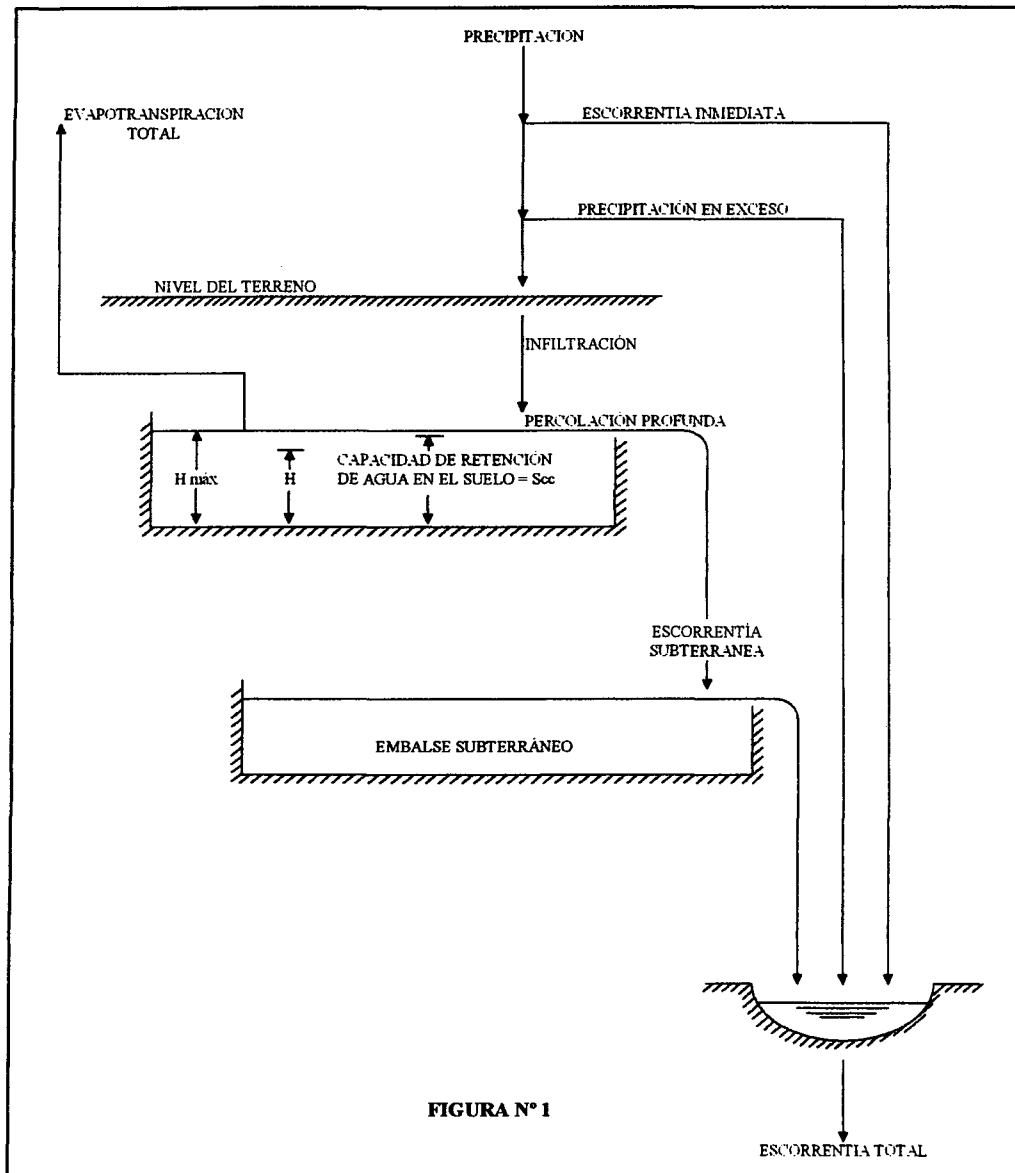 PRECIPITACION
EVAPOTRANSPIRACION
TOTAL
ESCORRENTIA INMEDIATA
PRECIPITACIÓN EN EXCESO
NIVEL DEL TERRENO
INFILTRACIÓN
PERCOLACIÓN PROFUNDA
H máx
H
CAPACIDAD DE RETENCIÓN
DE AGUA EN EL SUELO = Scc
ESCORRENTÍA
SUBTERRANEA
EMBALSE SUBTERRÁNEO
FIGURA Nº 1
ESCORRENTIA TOTAL